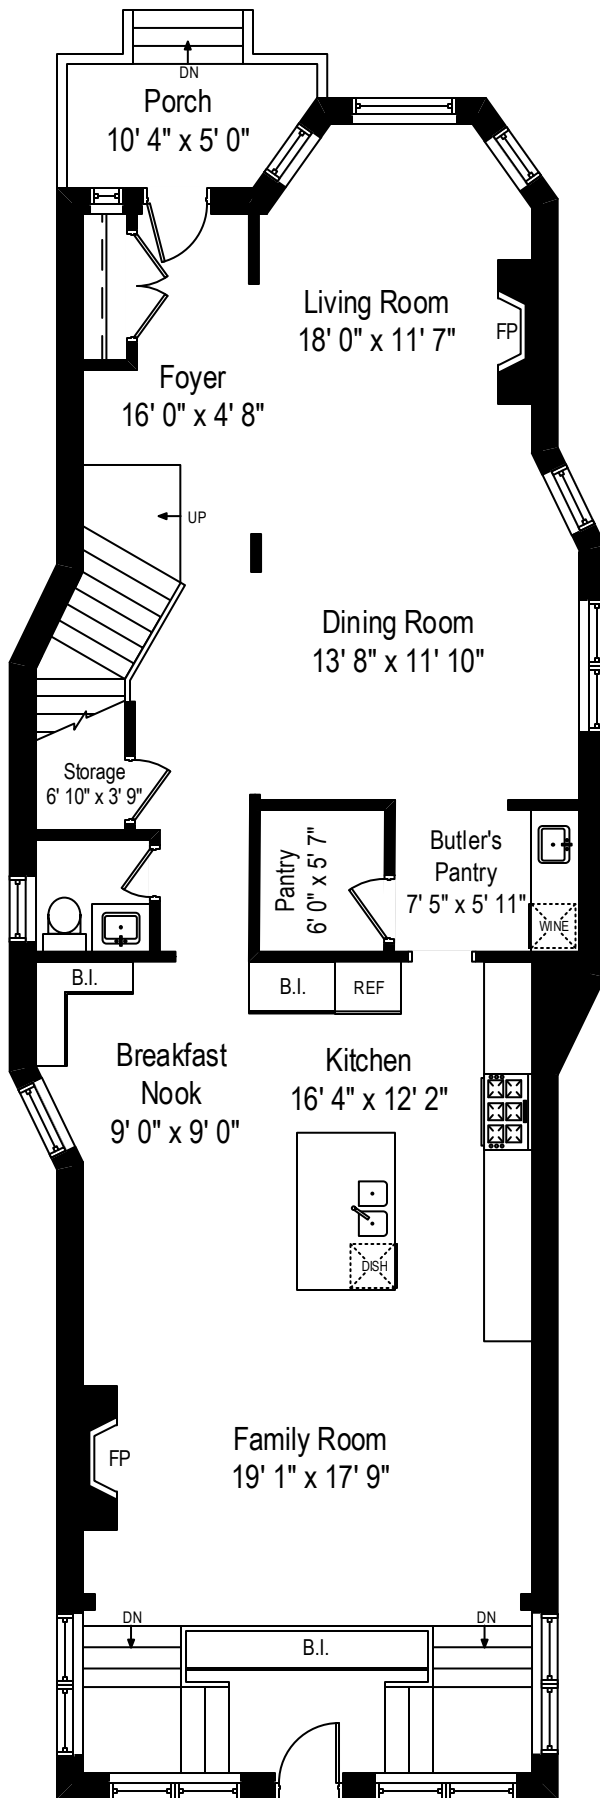 DN
Porch
10' 4" x 5' 0"
Living Room
18' 0" x 11' 7"
FP
Foyer
16' 0" x 4' 8"
UP
Dining Room
13' 8" x 11' 10"
Storage
6' 10" x 3' 9"
Pantry
6' 0" x 5' 7"
Butler's
Pantry
7' 5" x 5' 11"
WINE
B.I.
B.I.
REF
Breakfast
Nook
9' 0" x 9' 0"
Kitchen
16' 4" x 12' 2"
DISH
Family Room
19' 1" x 17' 9"
FP
DN
DN
B.I.